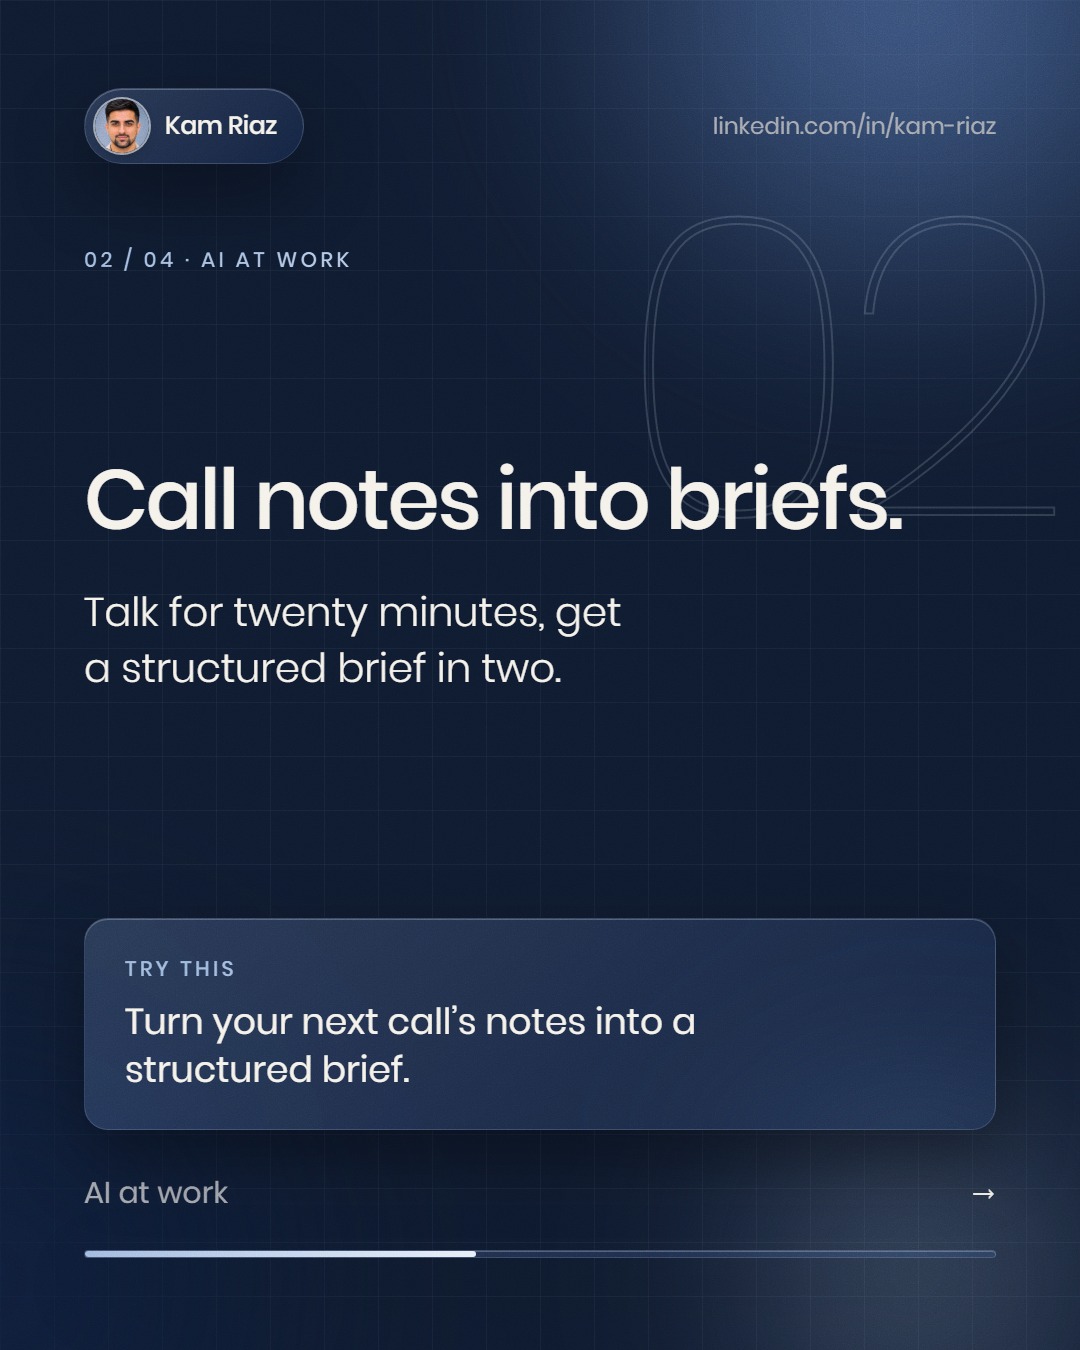 Kam Riaz
linkedin.com/in/kam-riaz
02 / 04 · AI AT WORK
02
Call notes into briefs.
Talk for twenty minutes, get
a structured brief in two.
TRY THIS
Turn your next call’s notes into a
structured brief.
AI at work
→